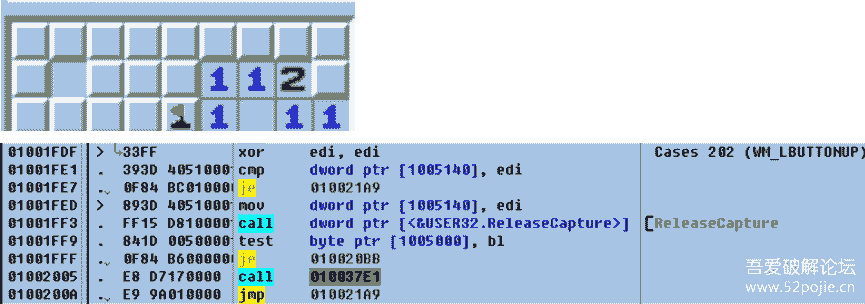 1 1 2
1 1 1
01001FDF > 33FF xor edi, edi Cases 202 (WM_LBUTTONUP)
01001FE1 . 393D 4051000 cmp dword ptr [1005140], edi
01001FE7 . 0F84 BC01000 je 010021A9
01001FED > 893D 4051000 mov dword ptr [1005140], edi
01001FF3 . FF15 D810000 call dword ptr [<&USER32.ReleaseCapture>] [ReleaseCapture
01001FF9 . 841D 0050000 test byte ptr [1005000], bl
01001FFF . 0F84 B600000 je 010020BB
01002005 . E8 D7170000 call 010037E1
0100200A . E9 9A010000 jmp 010021A9
吾爱破解论坛
www.52pojie.cn